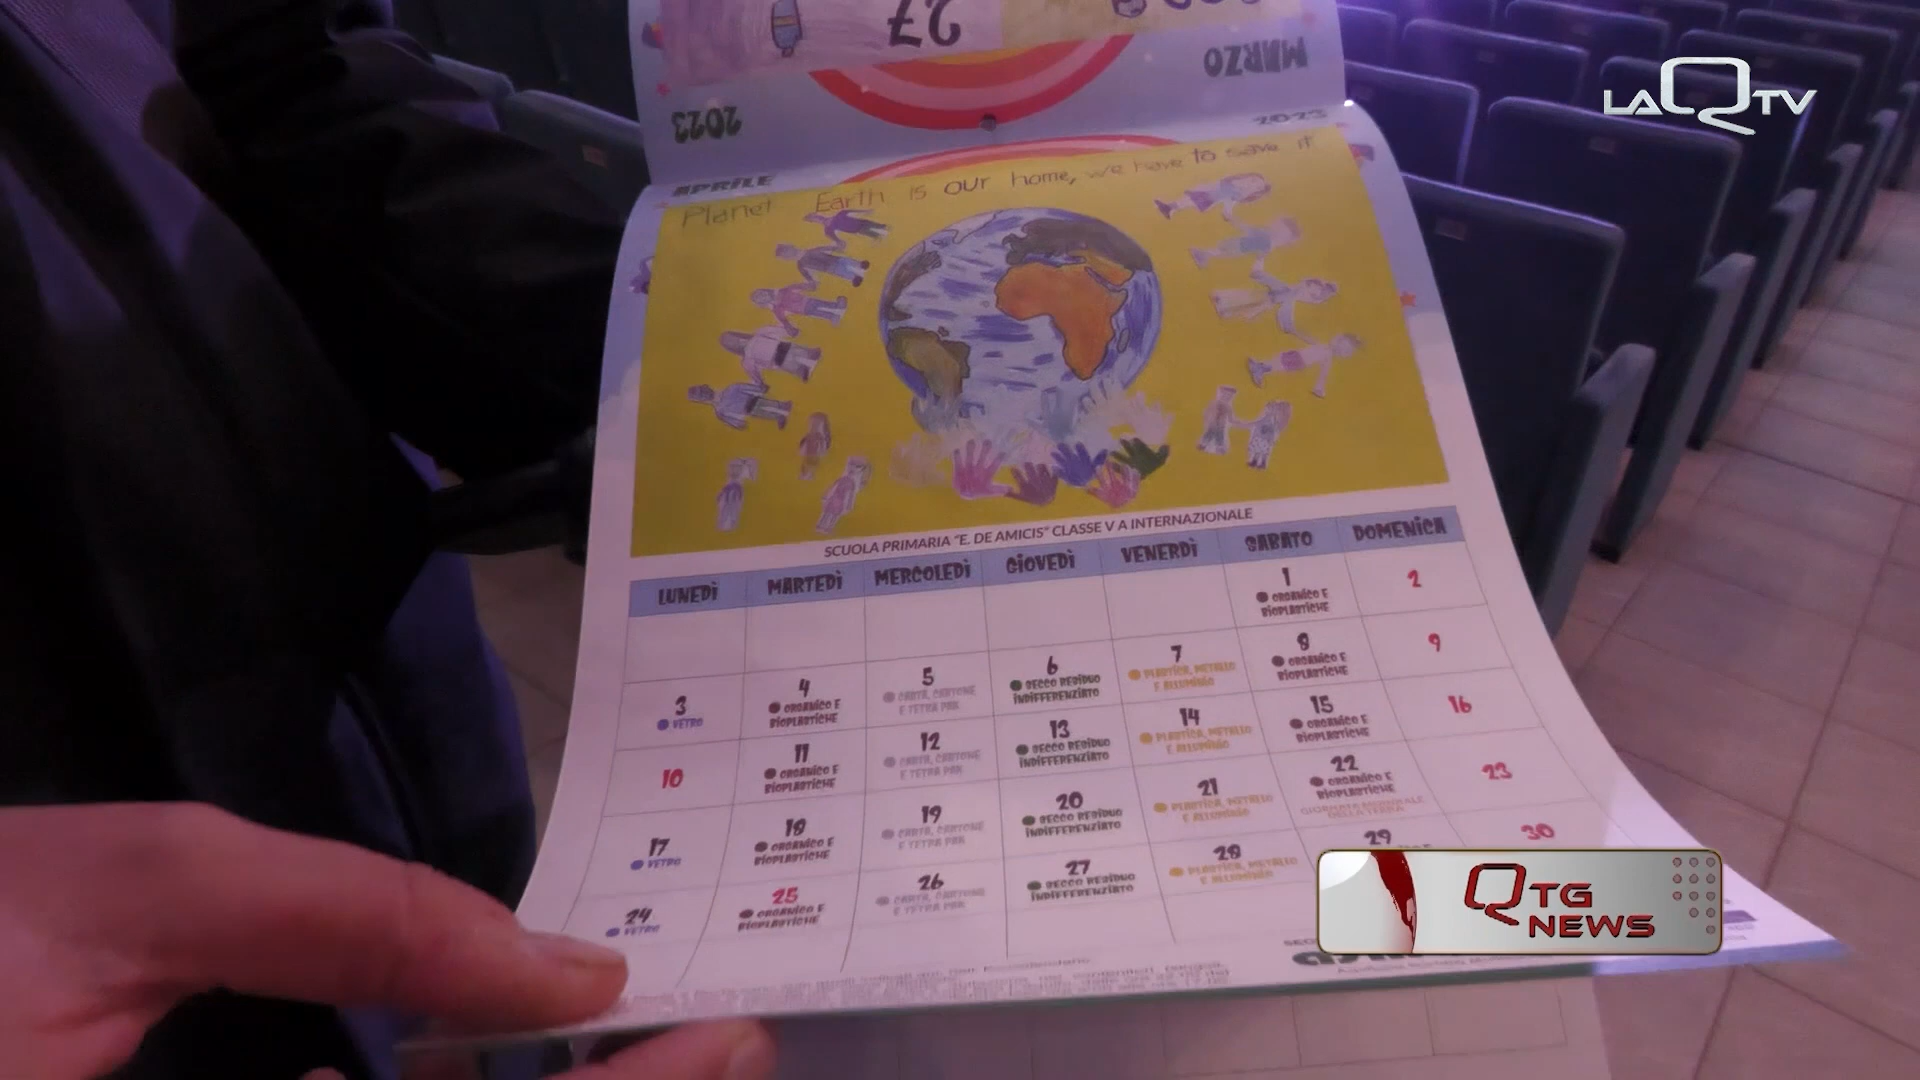 27
MARZO
2023
2023
LAQTV
APRILE
Planet Earth is our home, we have to save it
SCUOLA PRIMARIA "E. DE AMICIS" CLASSE V A INTERNAZIONALE
LUNEDÌ MARTEDÌ MERCOLEDÌ GIOVEDÌ VENERDÌ SABATO DOMENICA
1 2
ORGANICO E
BIOPLASTICHE
3 4 5 6 7 8 9
VETRO ORGANICO E CARTA, CARTONE SECCO RESIDUO PLASTICA, METALLO ORGANICO E
BIOPLASTICHE E TETRA PAK INDIFFERENZIATO E ALLUMINIO BIOPLASTICHE
10 11 12 13 14 15 16
ORGANICO E CARTA, CARTONE SECCO RESIDUO PLASTICA, METALLO ORGANICO E
BIOPLASTICHE E TETRA PAK INDIFFERENZIATO E ALLUMINIO BIOPLASTICHE
17 18 19 20 21 22 23
VETRO ORGANICO E CARTA, CARTONE SECCO RESIDUO PLASTICA, METALLO ORGANICO E
BIOPLASTICHE E TETRA PAK INDIFFERENZIATO E ALLUMINIO BIOPLASTICHE
GIORNATA MONDIALE
DELLA TERRA
24 25 26 27 28 29 30
VETRO ORGANICO E CARTA, CARTONE SECCO RESIDUO PLASTICA, METALLO
BIOPLASTICHE E TETRA PAK INDIFFERENZIATO E ALLUMINIO
QTG
NEWS